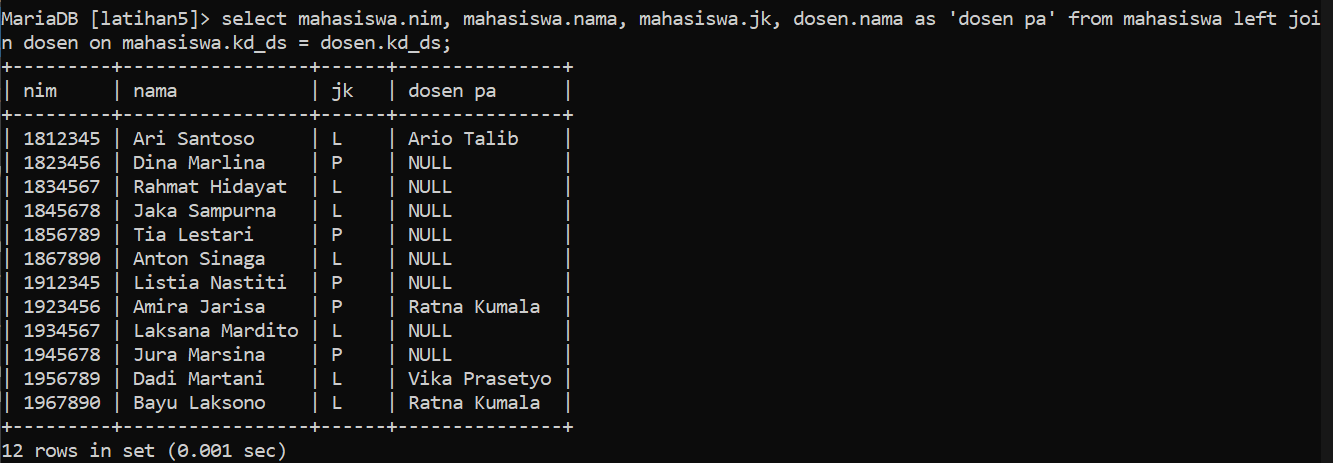 MariaDB [latihan5]> select mahasiswa.nim, mahasiswa.nama, mahasiswa.jk, dosen.nama as 'dosen pa' from mahasiswa left joi
n dosen on mahasiswa.kd_ds = dosen.kd_ds;
+---------+-----------------+------+---------------+
| nim     | nama            | jk   | dosen pa      |
+---------+-----------------+------+---------------+
| 1812345 | Ari Santoso     | L    | Ario Talib    |
| 1823456 | Dina Marlina    | P    | NULL          |
| 1834567 | Rahmat Hidayat  | L    | NULL          |
| 1845678 | Jaka Sampurna   | L    | NULL          |
| 1856789 | Tia Lestari     | P    | NULL          |
| 1867890 | Anton Sinaga    | L    | NULL          |
| 1912345 | Listia Nastiti  | P    | NULL          |
| 1923456 | Amira Jarisa    | P    | Ratna Kumala  |
| 1934567 | Laksana Mardito | L    | NULL          |
| 1945678 | Jura Marsina    | P    | NULL          |
| 1956789 | Dadi Martani    | L    | Vika Prasetyo |
| 1967890 | Bayu Laksono    | L    | Ratna Kumala  |
+---------+-----------------+------+---------------+
12 rows in set (0.001 sec)